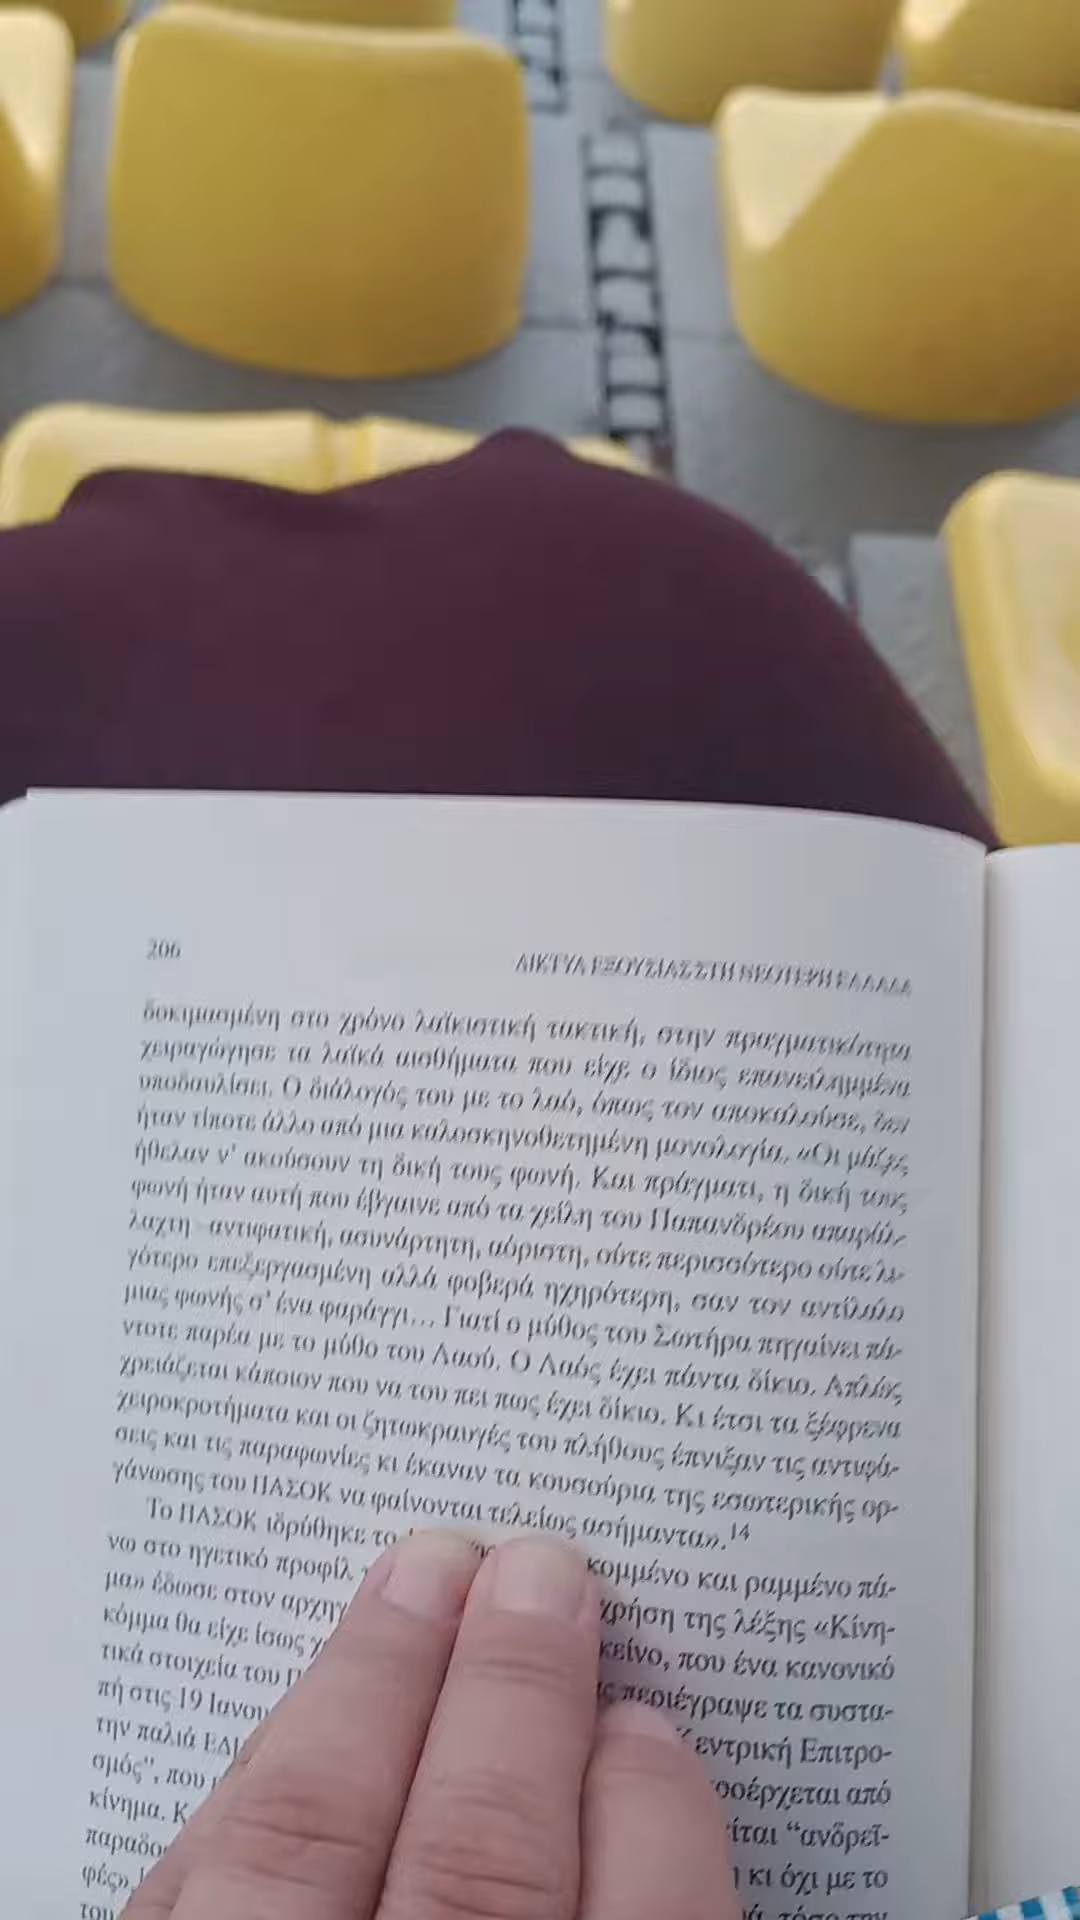 206
ΔΙΚΤΥΑ ΕΞΟΥΣΙΑΣ ΣΤΗ ΝΕΟΤΕΡΗ ΕΛΛΑΔΑ
δοκιμασμένη στο χρόνο λαϊκιστική τακτική, στην πραγματικότητα
χειραγώγησε τα λαϊκά αισθήματα που είχε ο ίδιος επανειλημμένα
υποδαυλίσει. Ο διάλογός του με το λαό, όπως τον αποκαλούσε, δεν
ήταν τίποτε άλλο από μια καλοσκηνοθετημένη μονολογία. «Οι μάζες
ήθελαν ν' ακούσουν τη δική τους φωνή. Και πράγματι, η δική τους
φωνή ήταν αυτή που έβγαινε από τα χείλη του Παπανδρέου απαράλ-
λαχτη –αντιφατική, ασυνάρτητη, αόριστη, ούτε περισσότερο ούτε λι-
γότερο επεξεργασμένη αλλά φοβερά ηχηρότερη, σαν τον αντίλαλο
μιας φωνής σ' ένα φαράγγι... Γιατί ο μύθος του Σωτήρα πηγαίνει πά-
ντοτε παρέα με το μύθο του Λαού. Ο Λαός έχει πάντα δίκιο. Απλώς
χρειάζεται κάποιον που να του πει πως έχει δίκιο. Κι έτσι τα ξέφρενα
χειροκροτήματα και οι ζητωκραυγές του πλήθους έπνιξαν τις αντιφά-
σεις και τις παραφωνίες κι έκαναν τα κουσούρια της εσωτερικής ορ-
γάνωσης του ΠΑΣΟΚ να φαίνονται τελείως ασήμαντα».14
Το ΠΑΣΟΚ ιδρύθηκε το κομμένο και ραμμένο πά-
νω στο ηγετικό προφίλ χρήση της λέξης «Κίνη-
μα» έδωσε στον αρχηγ κείνο, που ένα κανονικό
κόμμα θα είχε ίσως περιέγραψε τα συστα-
τικά στοιχεία του εντρική Επιτρο-
πή στις 19 Ιανου οέρχεται από
την παλιά ΕΔ ίται “ανδρεϊ-
σμός”, που κι όχι με το
κίνημα. τόσο την
παραδο
φές»,
του